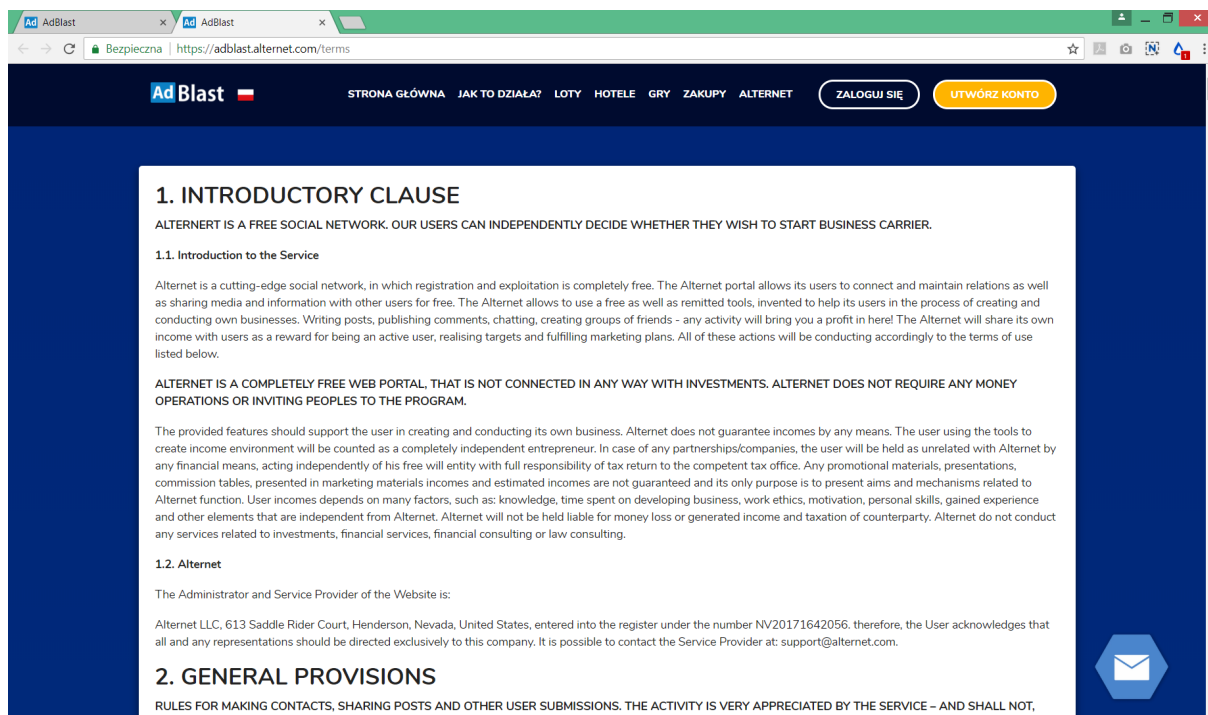 Ad AdBlast
Ad AdBlast
Bezpieczna | https://adblast.alternet.com/terms
1
Ad Blast
STRONA GŁÓWNA JAK TO DZIAŁA? LOTY HOTELE GRY ZAKUPY ALTERNET ZALOGUJ SIĘ UTWÓRZ KONTO
1. INTRODUCTORY CLAUSE
ALTERNERT IS A FREE SOCIAL NETWORK. OUR USERS CAN INDEPENDENTLY DECIDE WHETHER THEY WISH TO START BUSINESS CARRIER.
1.1. Introduction to the Service
Alternet is a cutting-edge social network, in which registration and exploitation is completely free. The Alternet portal allows its users to connect and maintain relations as well
as sharing media and information with other users for free. The Alternet allows to use a free as well as remitted tools, invented to help its users in the process of creating and
conducting own businesses. Writing posts, publishing comments, chatting, creating groups of friends - any activity will bring you a profit in here! The Alternet will share its own
income with users as a reward for being an active user, realising targets and fulfilling marketing plans. All of these actions will be conducting accordingly to the terms of use
listed below.
ALTERNET IS A COMPLETELY FREE WEB PORTAL, THAT IS NOT CONNECTED IN ANY WAY WITH INVESTMENTS. ALTERNET DOES NOT REQUIRE ANY MONEY
OPERATIONS OR INVITING PEOPLES TO THE PROGRAM.
The provided features should support the user in creating and conducting its own business. Alternet does not guarantee incomes by any means. The user using the tools to
create income environment will be counted as a completely independent entrepreneur. In case of any partnerships/companies, the user will be held as unrelated with Alternet by
any financial means, acting independently of his free will entity with full responsibility of tax return to the competent tax office. Any promotional materials, presentations,
commission tables, presented in marketing materials incomes and estimated incomes are not guaranteed and its only purpose is to present aims and mechanisms related to
Alternet function. User incomes depends on many factors, such as: knowledge, time spent on developing business, work ethics, motivation, personal skills, gained experience
and other elements that are independent from Alternet. Alternet will not be held liable for money loss or generated income and taxation of counterparty. Alternet do not conduct
any services related to investments, financial services, financial consulting or law consulting.
1.2. Alternet
The Administrator and Service Provider of the Website is:
Alternet LLC, 613 Saddle Rider Court, Henderson, Nevada, United States, entered into the register under the number NV20171642056. therefore, the User acknowledges that
all and any representations should be directed exclusively to this company. It is possible to contact the Service Provider at: support@alternet.com.
2. GENERAL PROVISIONS
RULES FOR MAKING CONTACTS, SHARING POSTS AND OTHER USER SUBMISSIONS. THE ACTIVITY IS VERY APPRECIATED BY THE SERVICE – AND SHALL NOT,